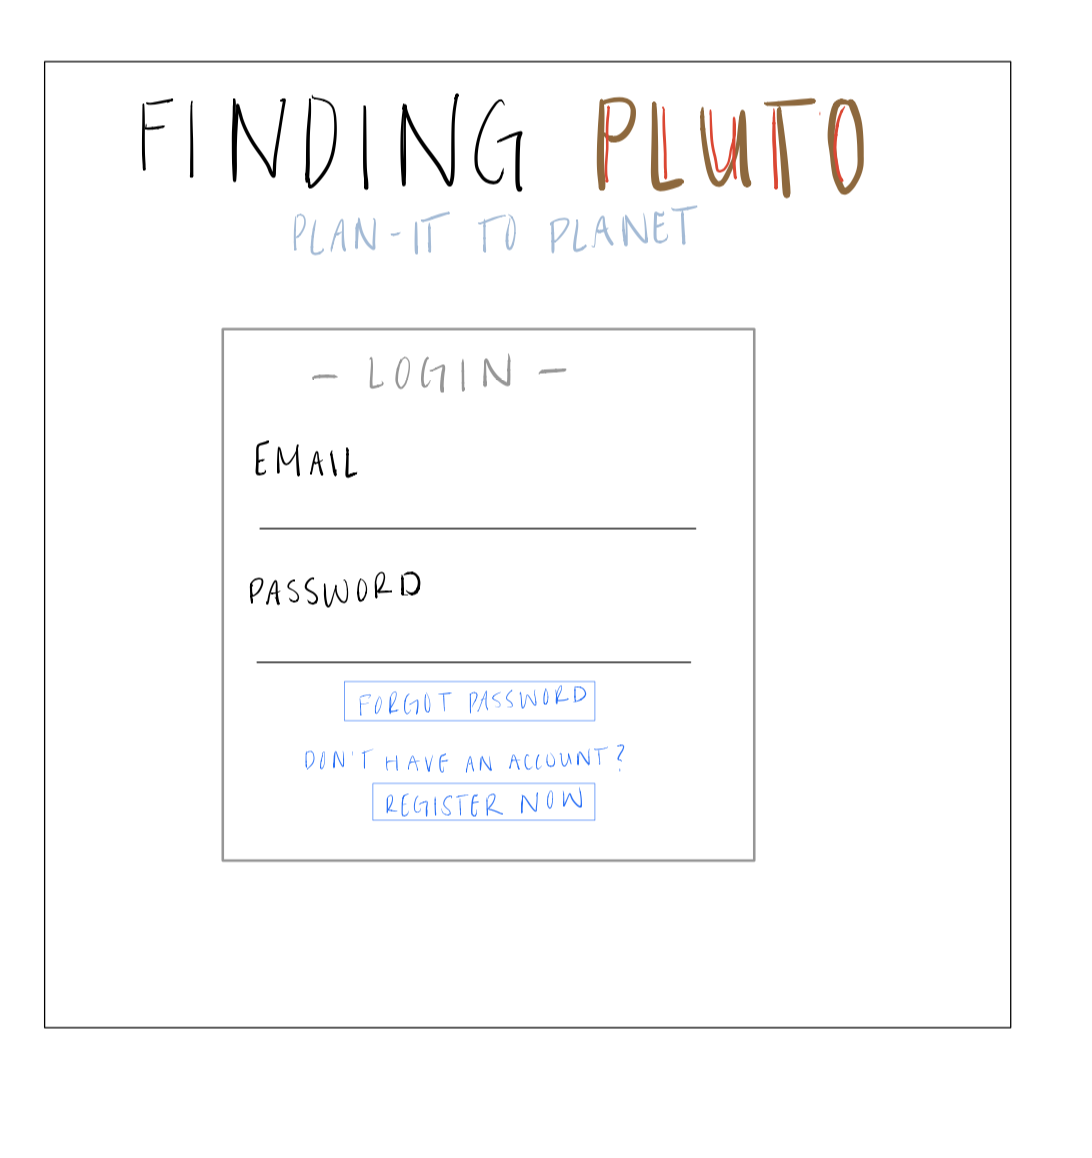 FINDING PLUTO
PLAN-IT TO PLANET
- LOGIN -
EMAIL
PASSWORD
FORGOT PASSWORD
DON'T HAVE AN ACCOUNT?
REGISTER NOW